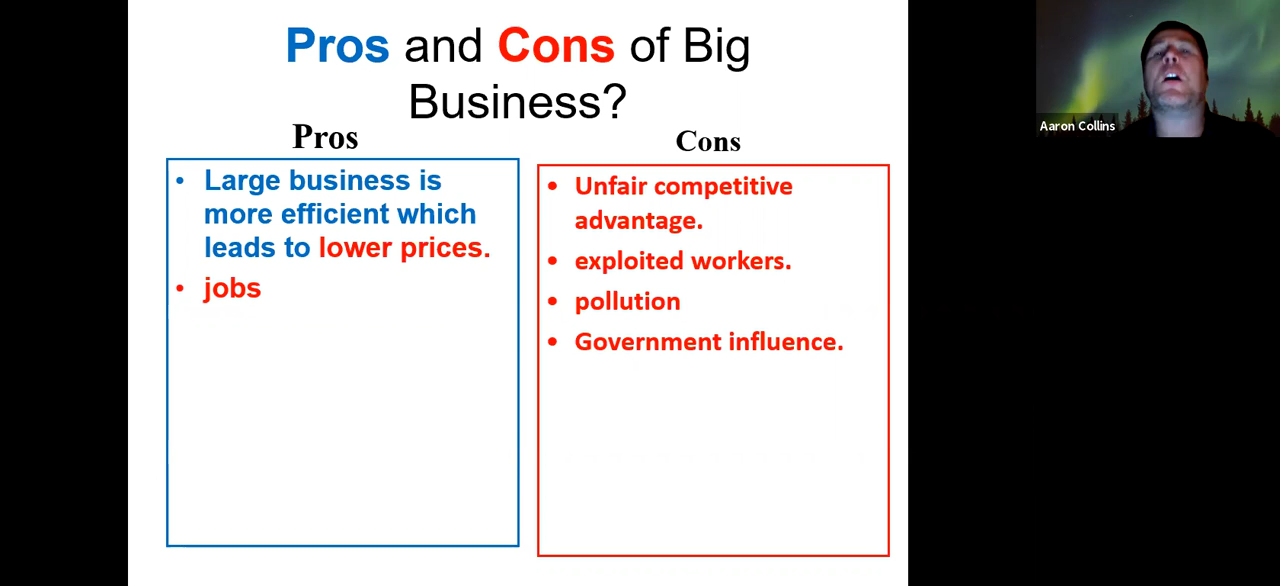 Pros and Cons of Big
Business?
Pros
• Large business is
more efficient which
leads to lower prices.
• jobs
Cons
• Unfair competitive
advantage.
• exploited workers.
• pollution
• Government influence.
Aaron Collins